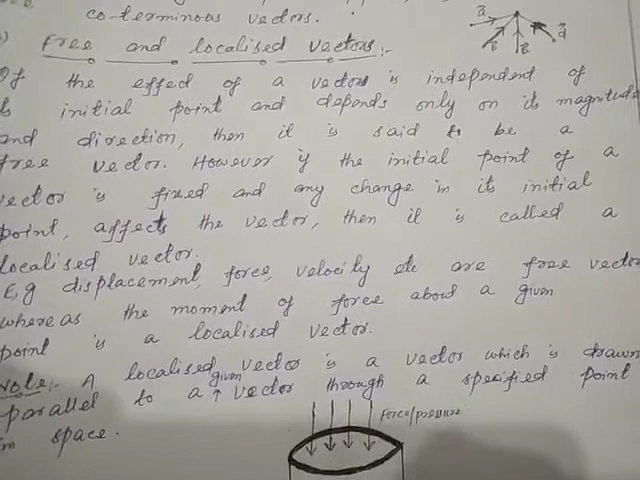 co-terminous vectors.
Free and localised vectors:-
If the effect of a vector is independent of
initial point and depends only on its magnitude
and direction, then it is said to be a
free vector. However if the initial point of a
vector is fixed and any change in its initial
point, affects the vector, then it is called a
localised vector.
E,g displacement, force, velocity etc are free vector
where as the moment of force about a given
point is a localised vector.
Note:- A localised vector is a vector which is drawn
parallel to a given vector through a specified point
in space.
Force/pressure